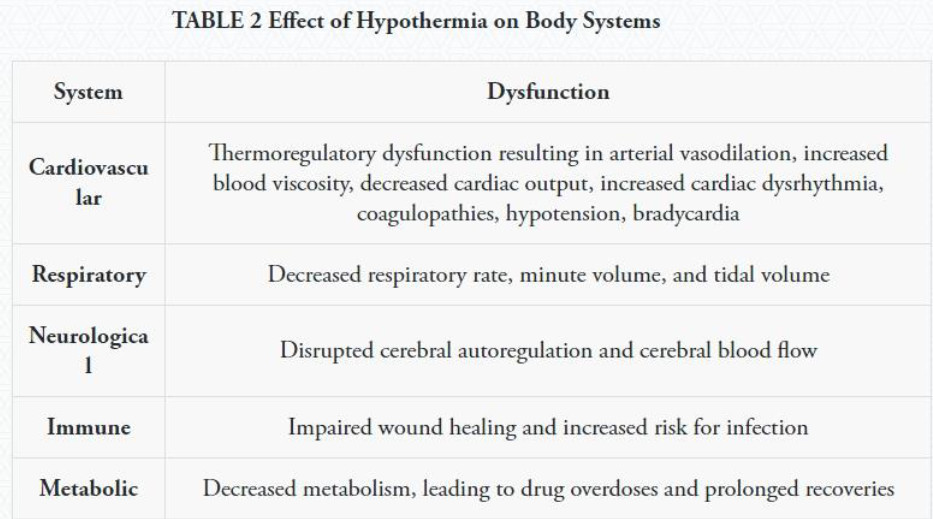 TABLE 2 Effect of Hypothermia on Body Systems
System
Dysfunction
Cardiovascu
lar
Thermoregulatory dysfunction resulting in arterial vasodilation, increased
blood viscosity, decreased cardiac output, increased cardiac dysrhythmia,
coagulopathies, hypotension, bradycardia
Respiratory
Decreased respiratory rate, minute volume, and tidal volume
Neurologica
l
Disrupted cerebral autoregulation and cerebral blood flow
Immune
Impaired wound healing and increased risk for infection
Metabolic
Decreased metabolism, leading to drug overdoses and prolonged recoveries